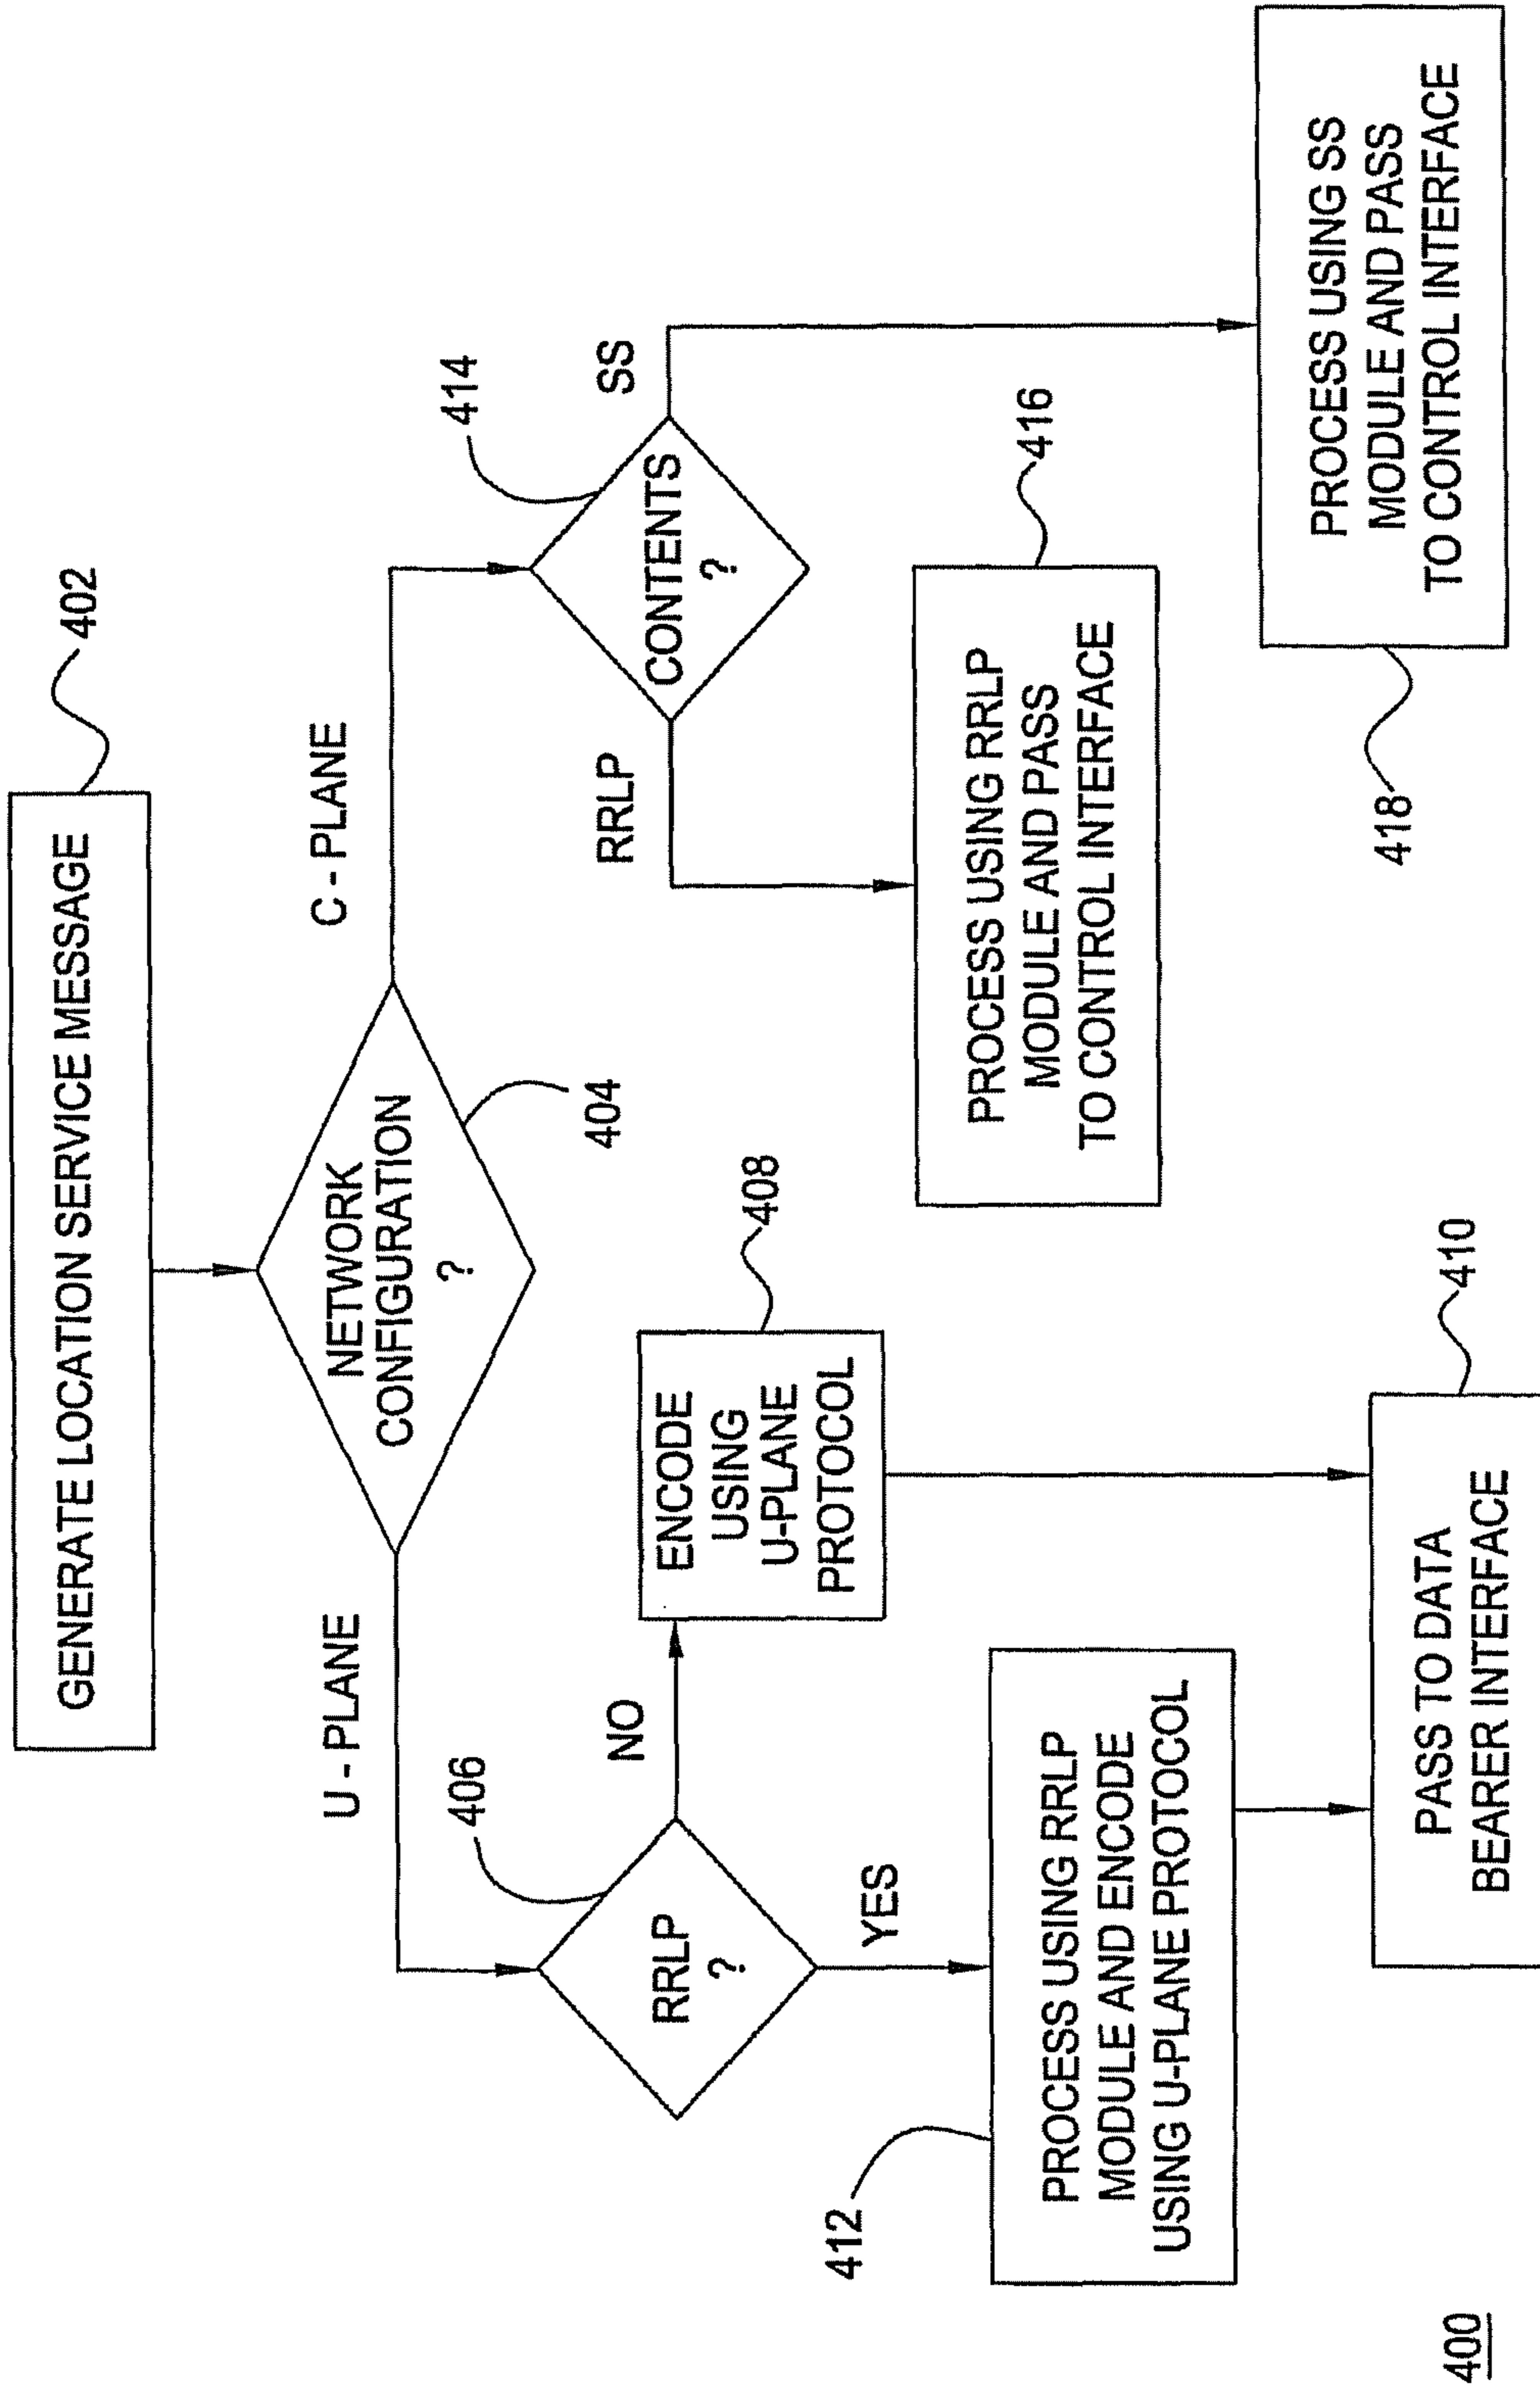 GENERATE LOCATION SERVICE MESSAGE
402
U - PLANE
C - PLANE
NETWORK
CONFIGURATION
?
404
406
RRLP
?
NO
YES
ENCODE
USING
U-PLANE
PROTOCOL
408
412
PROCESS USING RRLP
MODULE AND ENCODE
USING U-PLANE PROTOCOL
PASS TO DATA
BEARER INTERFACE
410
414
CONTENTS
?
RRLP
SS
PROCESS USING RRLP
MODULE AND PASS
TO CONTROL INTERFACE
416
PROCESS USING SS
MODULE AND PASS
TO CONTROL INTERFACE
418
400